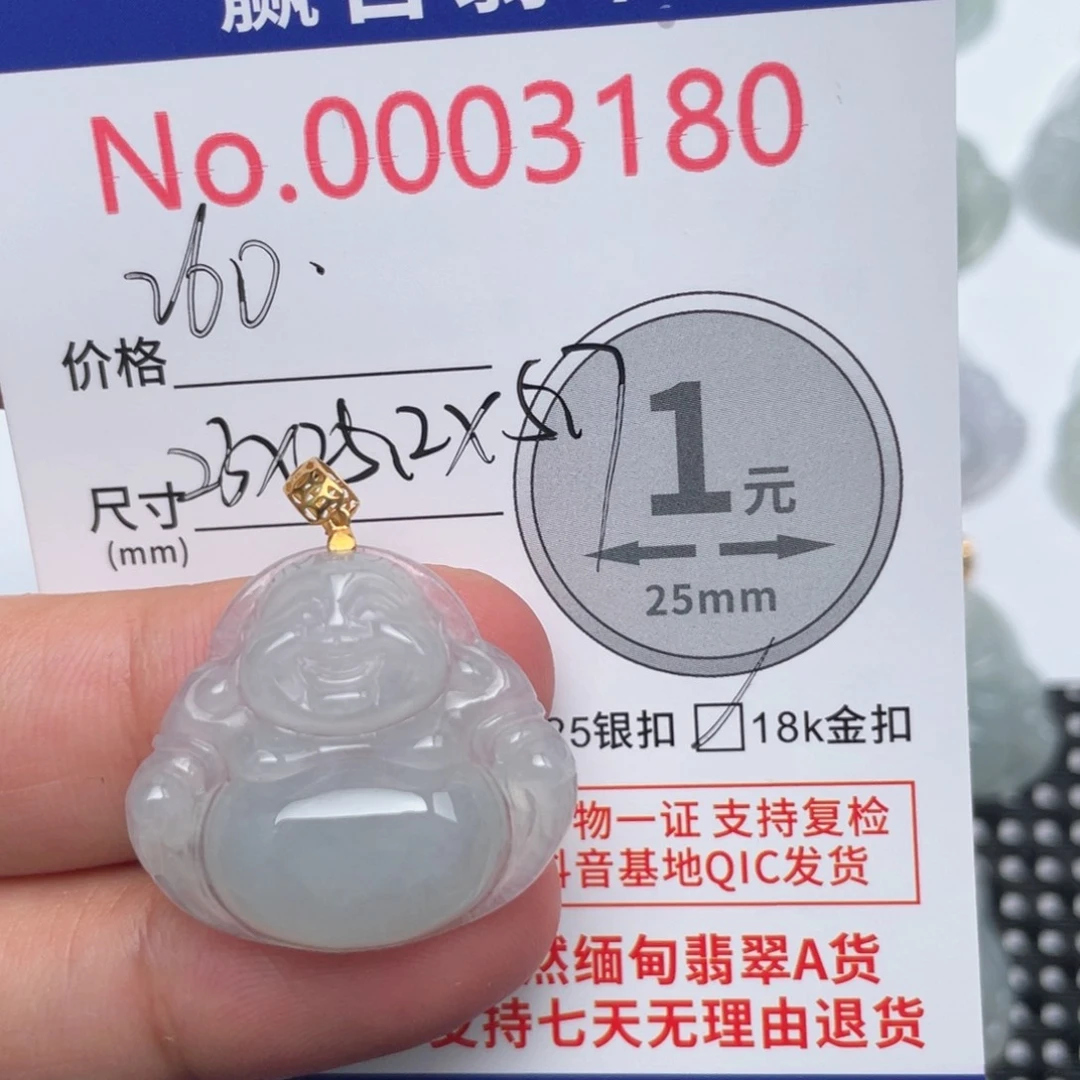 No.0003180
260.
价格
23x25.2x5.7
尺寸
(mm)
1元
25mm
25银扣 18k金扣
物一证 支持复检
抖音基地QIC发货
然缅甸翡翠A货
支持七天无理由退货